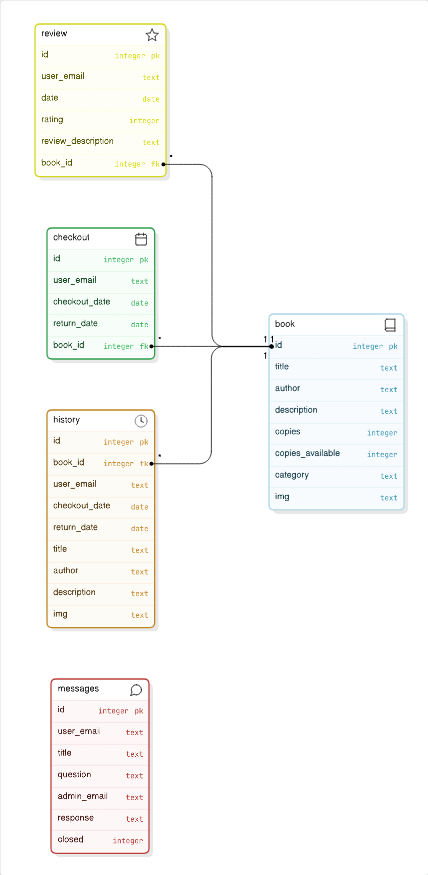 review
id integer pk
user_email text
date date
rating integer
review_description text
book_id integer fk
*
checkout
id integer pk
user_email text
checkout_date date
return_date date
book_id integer fk
*
book
1 1
id integer pk
1
title text
author text
description text
copies integer
copies_available integer
category text
img text
history
id integer pk
book_id integer fk
*
user_email text
checkout_date date
return_date date
title text
author text
description text
img text
messages
id integer pk
user_email text
title text
question text
admin_email text
response text
closed integer